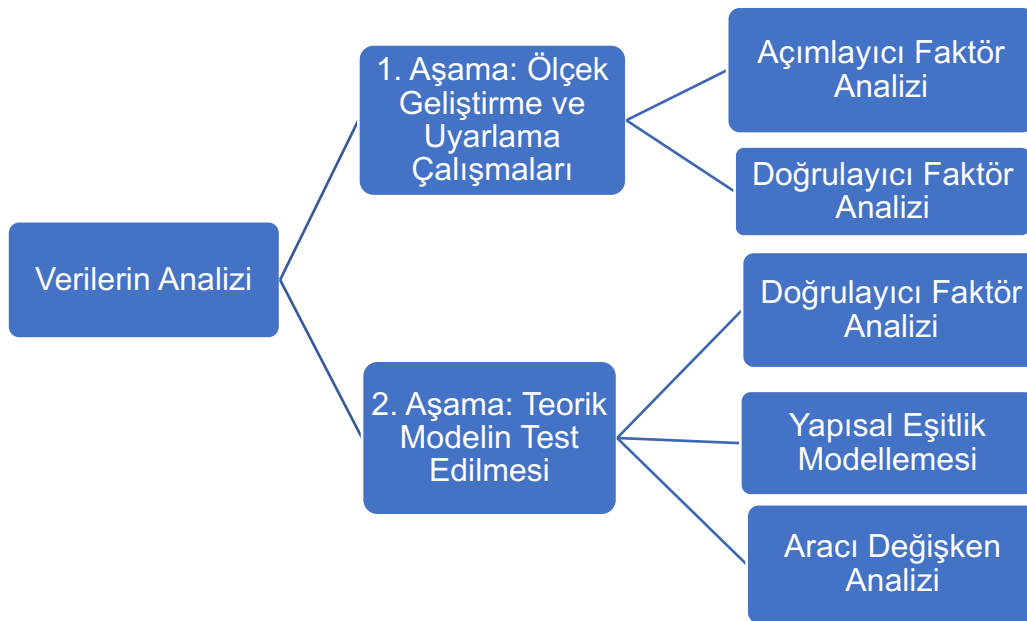 Verilerin Analizi
1. Aşama: Ölçek
Geliştirme ve
Uyarlama
Çalışmaları
Açımlayıcı Faktör
Analizi
Doğrulayıcı Faktör
Analizi
2. Aşama: Teorik
Modelin Test
Edilmesi
Doğrulayıcı Faktör
Analizi
Yapısal Eşitlik
Modellemesi
Aracı Değişken
Analizi